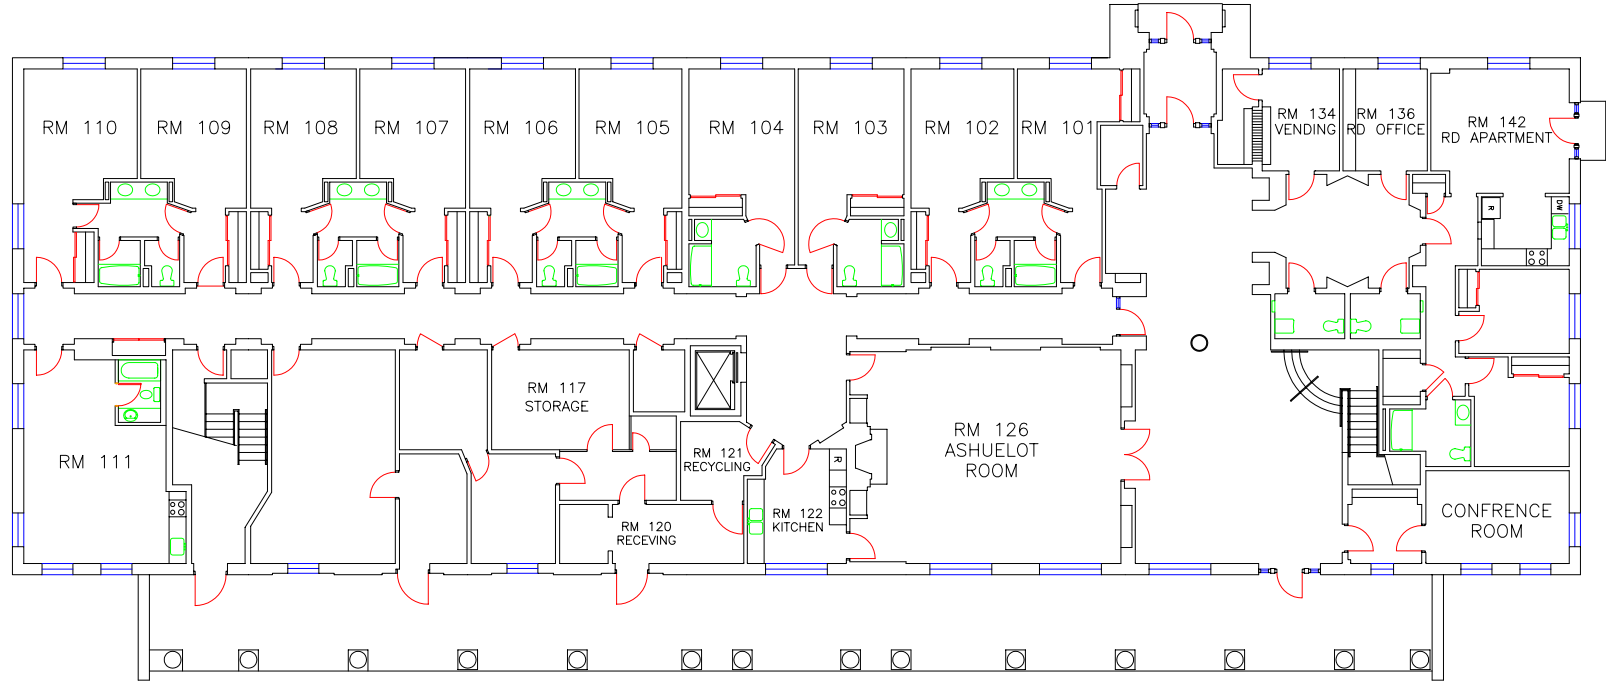 RM 110
RM 109
RM 108
RM 107
RM 106
RM 105
RM 104
RM 103
RM 102
RM 101
RM 134
VENDING
RM 136
RD OFFICE
RM 142
RD APARTMENT
R
DW
RM 111
RM 117
STORAGE
RM 121
RECYCLING
RM 120
RECEVING
R
RM 122
KITCHEN
RM 126
ASHUELOT
ROOM
CONFRENCE
ROOM